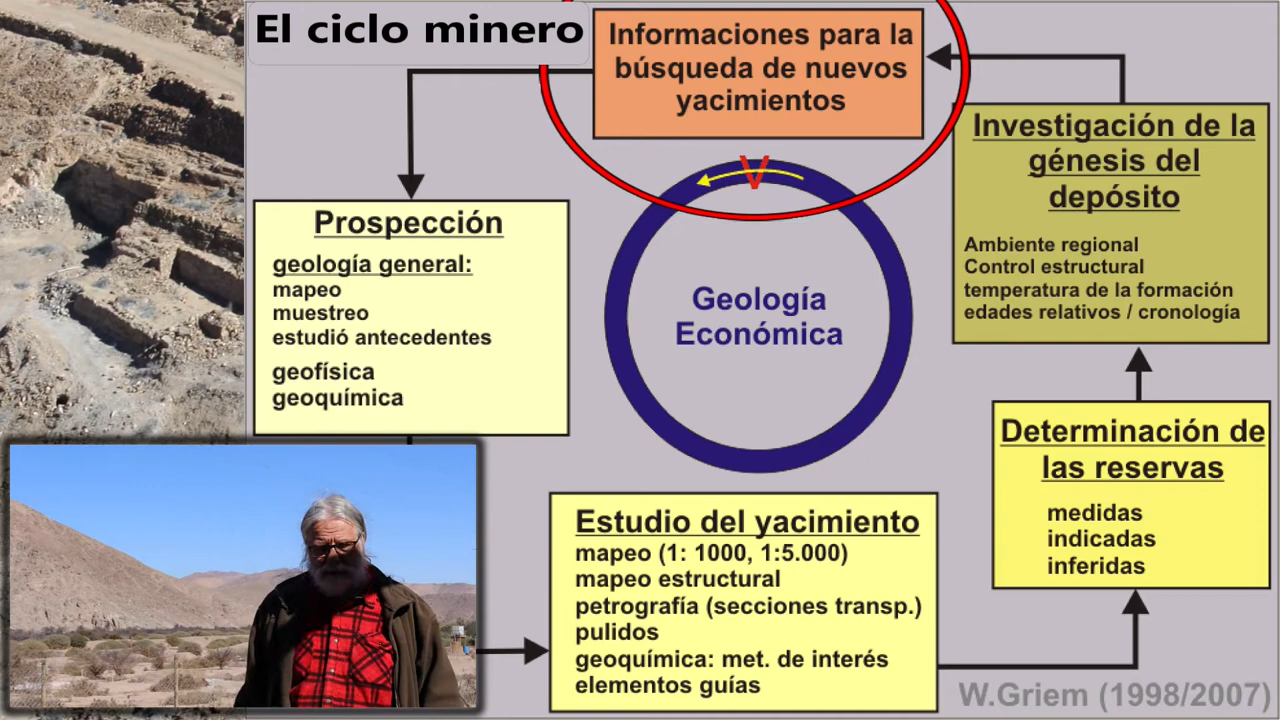 El ciclo minero
Informaciones para la
búsqueda de nuevos
yacimientos
V
Investigación de la
génesis del
depósito
Ambiente regional
Control estructural
temperatura de la formación
edades relativos / cronología
Prospección
geología general:
mapeo
muestreo
estudió antecedentes
geofísica
geoquímica
Geología
Económica
Determinación de
las reservas
medidas
indicadas
inferidas
Estudio del yacimiento
mapeo (1: 1000, 1:5.000)
mapeo estructural
petrografía (secciones transp.)
pulidos
geoquímica: met. de interés
elementos guías
W.Griem (1998/2007)